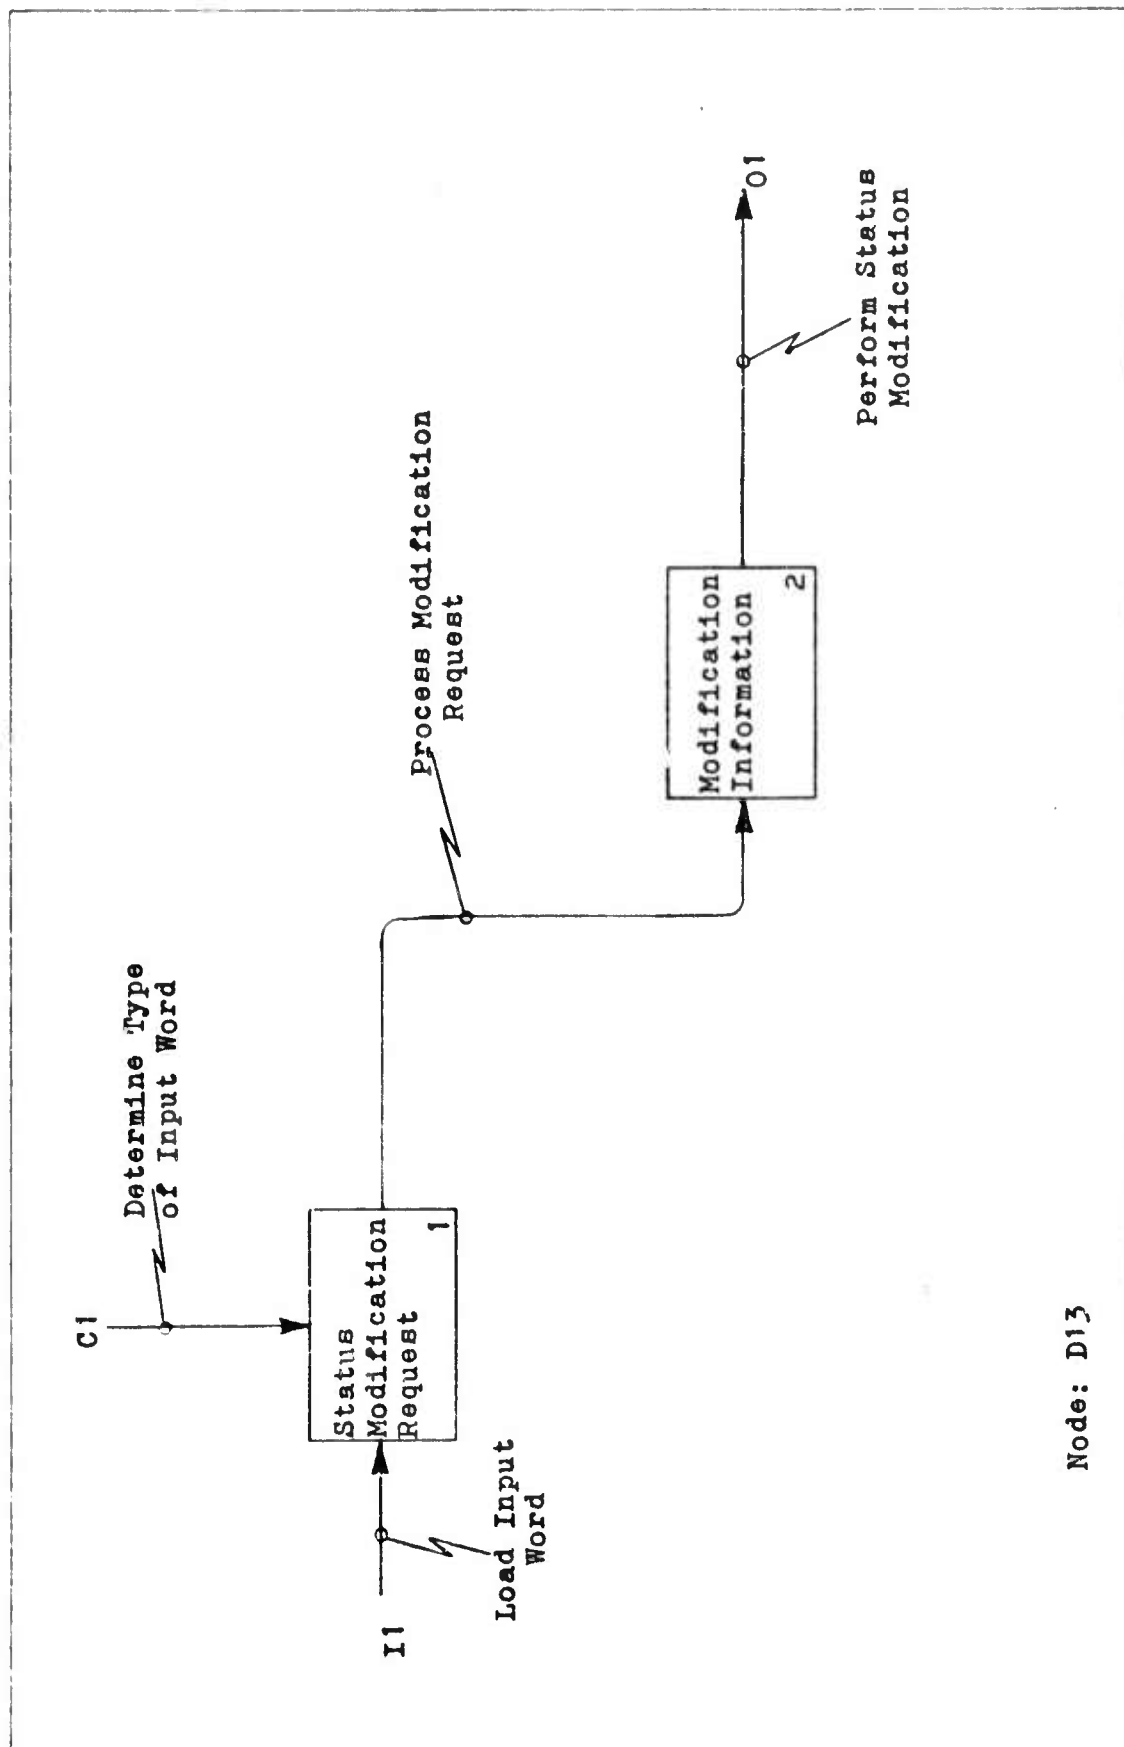 C1
Determine Type
of Input Word
I1
Load Input
Word
Status
Modification
Request
1
Process Modification
Request
Modification
Information
2
O1
Perform Status
Modification
Node: D13